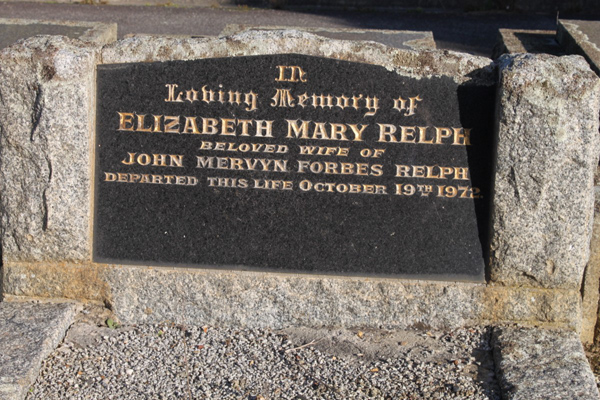 In
Loving Memory of
ELIZABETH MARY RELPH
BELOVED WIFE OF
JOHN MERVYN FORBES RELPH
DEPARTED THIS LIFE OCTOBER 19TH 1972.